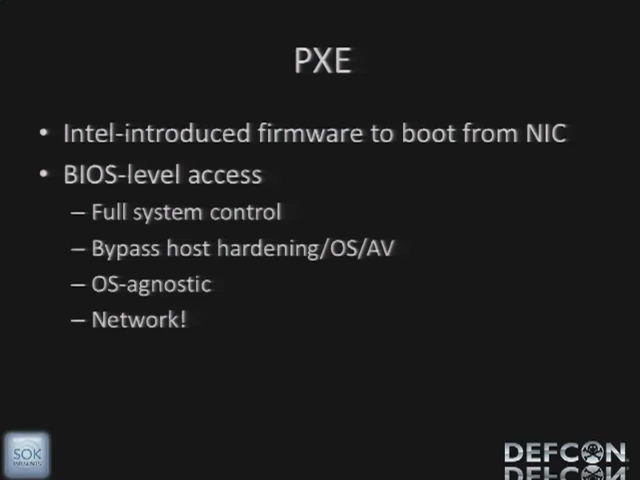 PXE
• Intel-introduced firmware to boot from NIC
• BIOS-level access
– Full system control
– Bypass host hardening/OS/AV
– OS-agnostic
– Network!
SOK
DEFCON